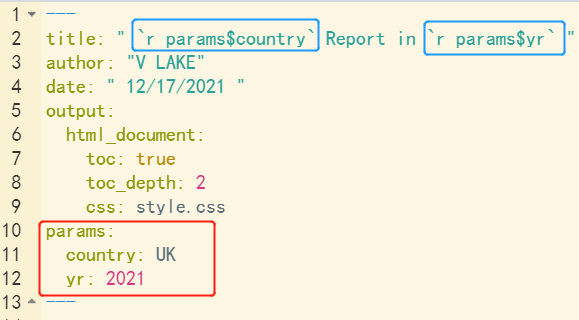 1 ---
2 title: " `r params$country` Report in `r params$yr` "
3 author: "V LAKE"
4 date: " 12/17/2021 "
5 output:
6   html_document:
7     toc: true
8     toc_depth: 2
9     css: style.css
10 params:
11   country: UK
12   yr: 2021
13 ---